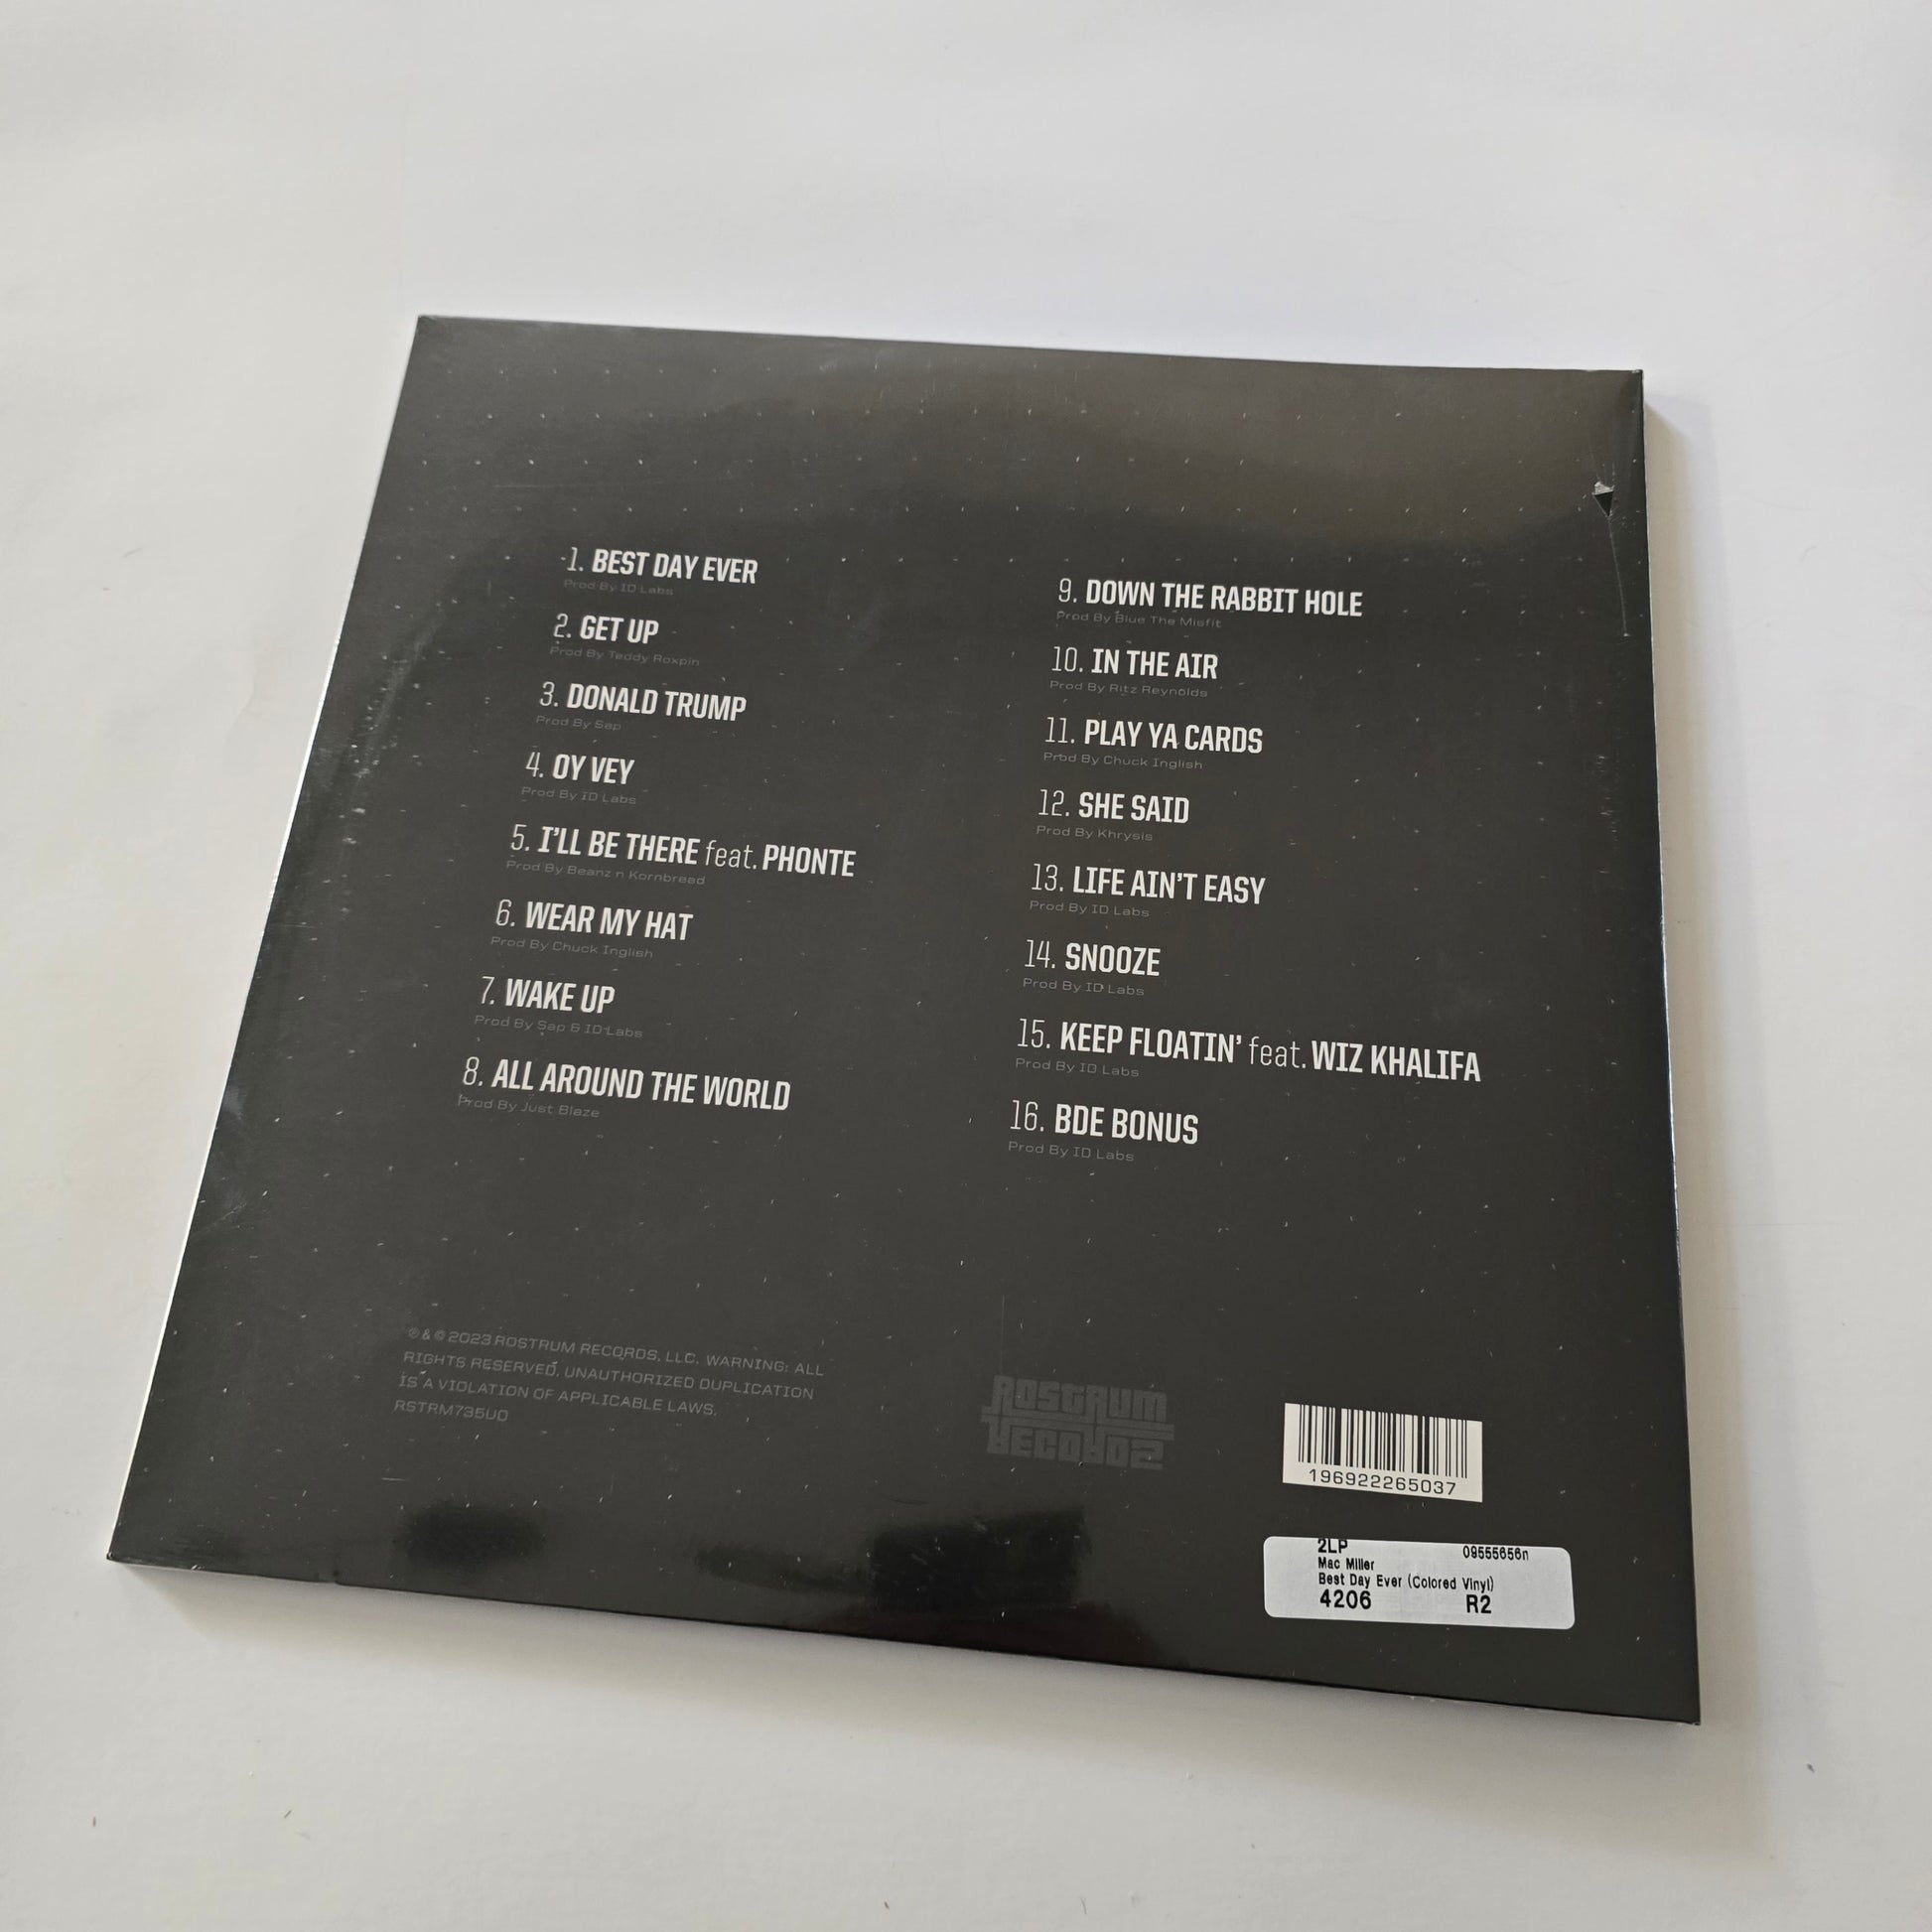 1. BEST DAY EVER
Prod By ID Labs
2. GET UP
Prod By Teddy Roxpin
3. DONALD TRUMP
Prod By Sap
4. OY VEY
Prod By ID Labs
5. I'LL BE THERE feat. PHONTE
Prod By Beanz n Kornbread
6. WEAR MY HAT
Prod By Chuck Inglish
7. WAKE UP
Prod By Sap & ID Labs
8. ALL AROUND THE WORLD
Prod By Just Blaze
9. DOWN THE RABBIT HOLE
Prod By Blue The Misfit
10. IN THE AIR
Prod By Ritz Reynolds
11. PLAY YA CARDS
Prod By Chuck Inglish
12. SHE SAID
Prod By Khrysis
13. LIFE AIN'T EASY
Prod By ID Labs
14. SNOOZE
Prod By ID Labs
15. KEEP FLOATIN' feat. WIZ KHALIFA
Prod By ID Labs
16. BDE BONUS
Prod By ID Labs
℗ & © 2023 ROSTRUM RECORDS, LLC. WARNING: ALL
RIGHTS RESERVED, UNAUTHORIZED DUPLICATION
IS A VIOLATION OF APPLICABLE LAWS.
RSTRM735UO
ROSTRUM
RECORDS
196922265037
2LP 09555656n
Mac Miller
Best Day Ever (Colored Vinyl)
4206 R2